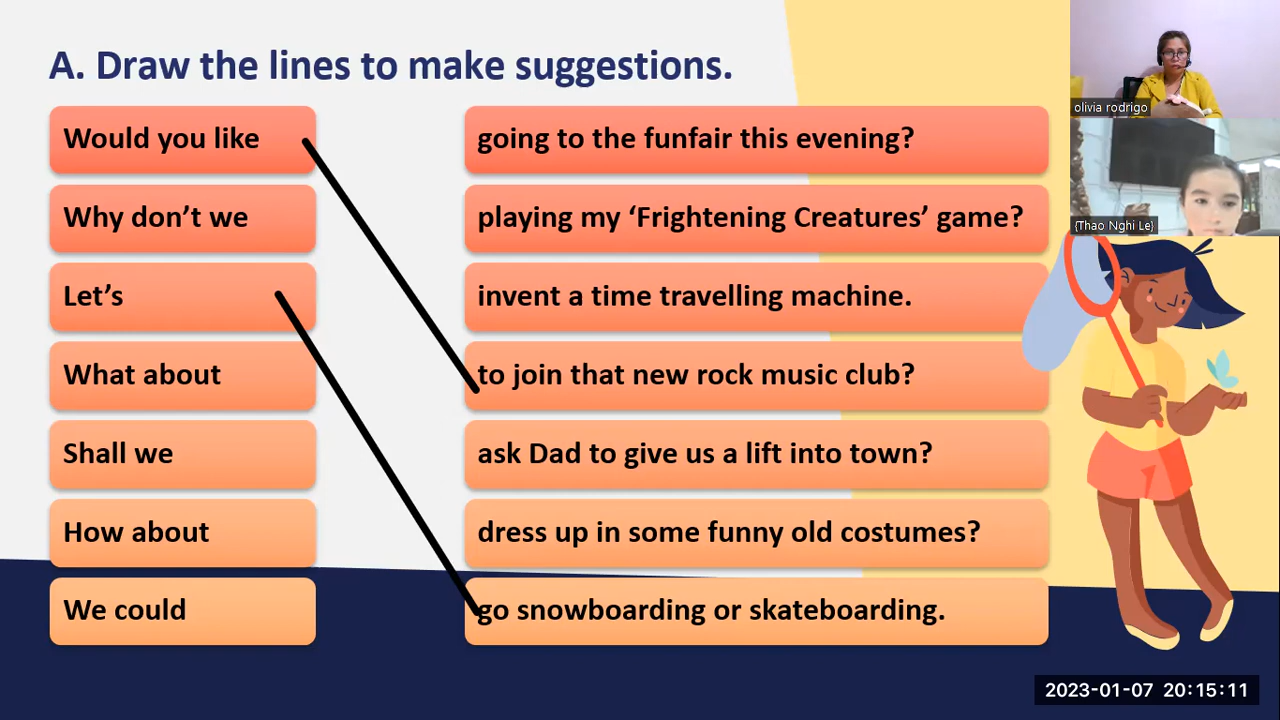 A. Draw the lines to make suggestions.
Would you like
going to the funfair this evening?
Why don’t we
playing my ‘Frightening Creatures’ game?
Let’s
invent a time travelling machine.
What about
to join that new rock music club?
Shall we
ask Dad to give us a lift into town?
How about
dress up in some funny old costumes?
We could
go snowboarding or skateboarding.
olivia rodrigo
{Thao Nghi Le}
2023-01-07 20:15:11